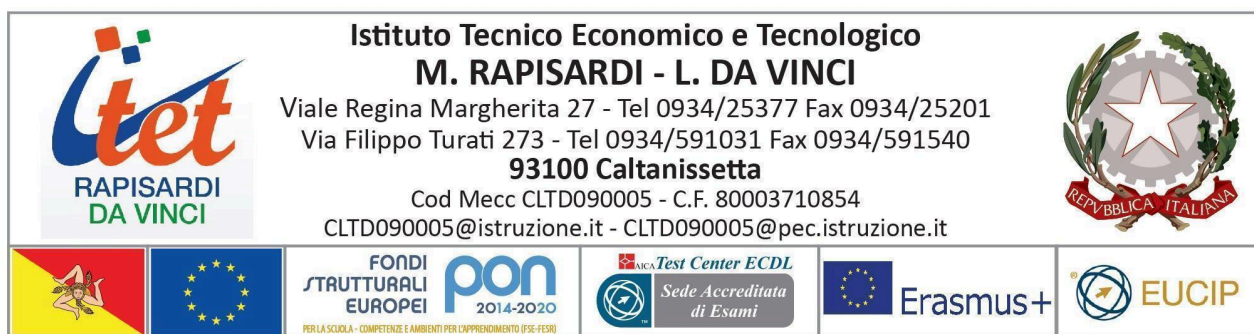 Istituto Tecnico Economico e Tecnologico
M. RAPISARDI - L. DA VINCI
Viale Regina Margherita 27 - Tel 0934/25377 Fax 0934/25201
Via Filippo Turati 273 - Tel 0934/591031 Fax 0934/591540
93100 Caltanissetta
Cod Mecc CLTD090005 - C.F. 80003710854
CLTD090005@istruzione.it - CLTD090005@pec.istruzione.it
itet
RAPISARDI
DA VINCI
REPVBBLICA ITALIANA
FONDI
STRUTTURALI
EUROPEI
pon
2014-2020
PER LA SCUOLA - COMPETENZE E AMBIENTI PER L'APPRENDIMENTO (FSE-FESR)
AICA Test Center ECDL
Sede Accreditata
di Esami
Erasmus+
® EUCIP